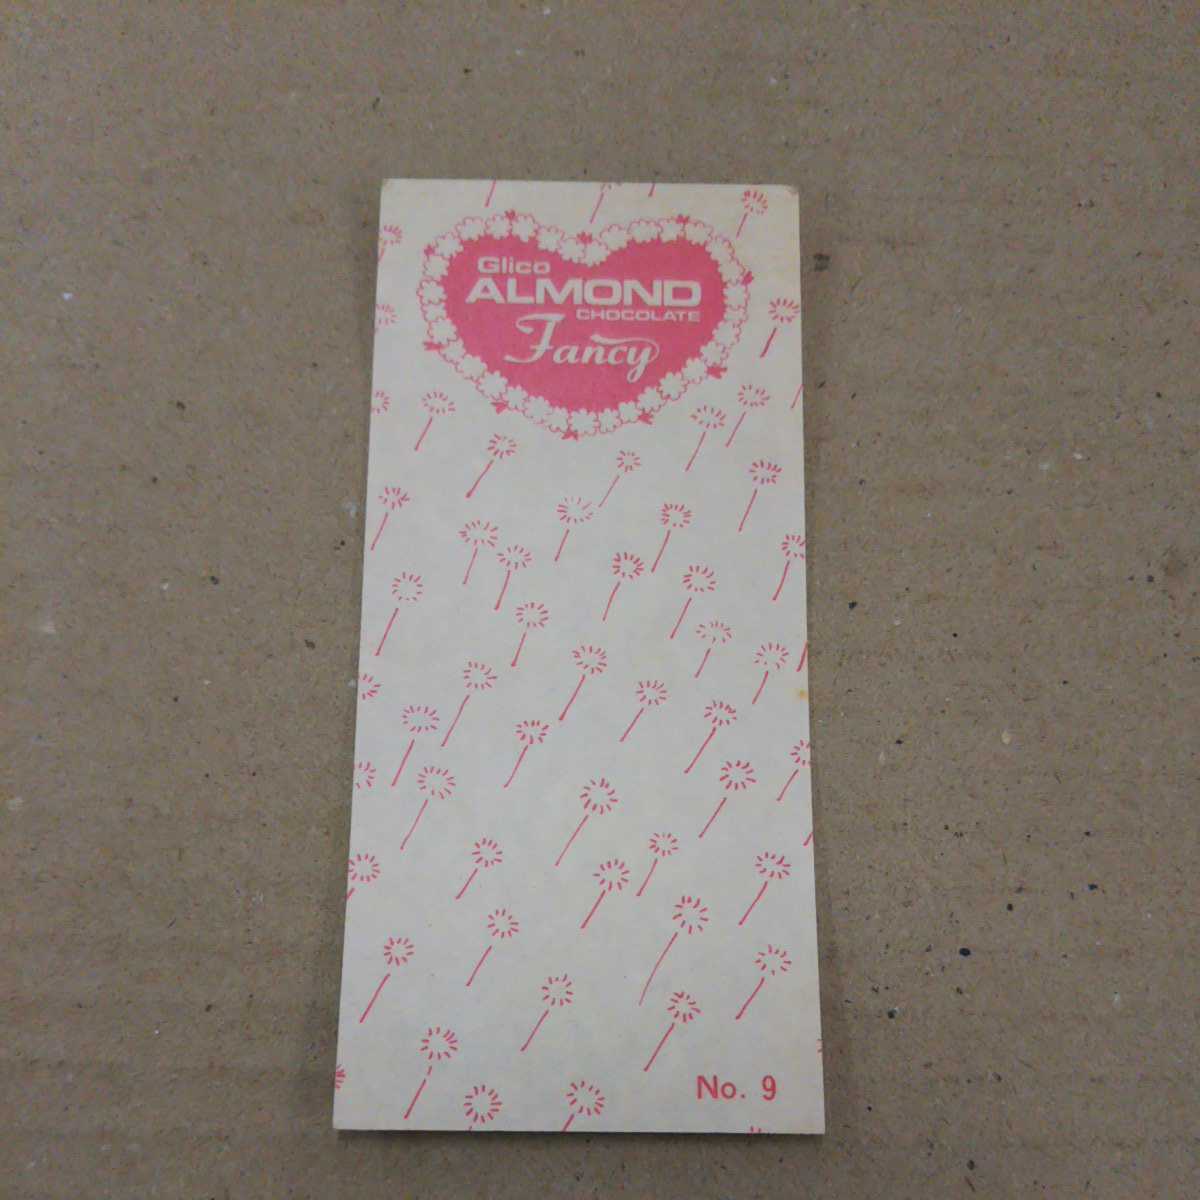 Glico
ALMOND
CHOCOLATE
Fancy
No. 9